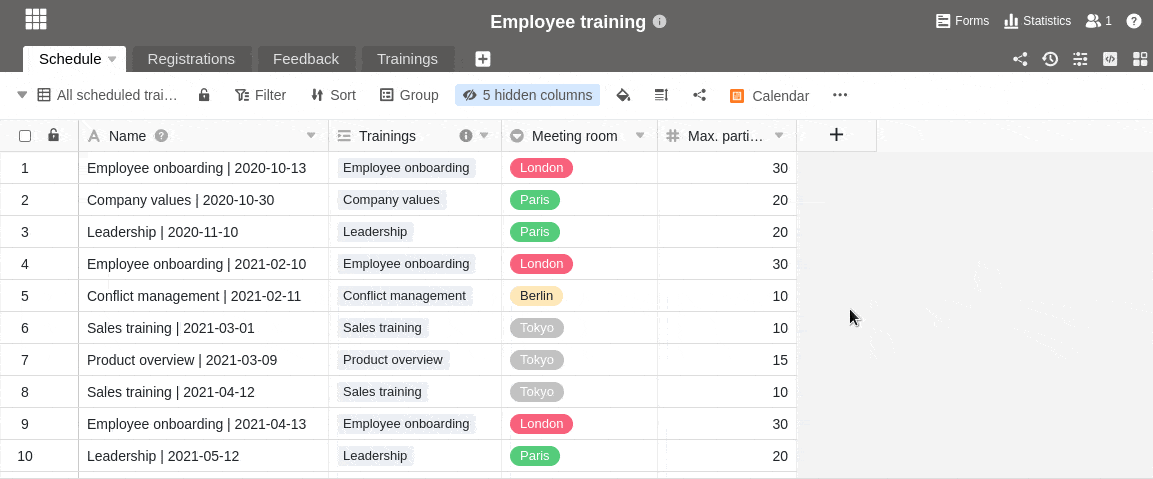 Employee training
Forms Statistics 1
Schedule Registrations Feedback Trainings
All scheduled trai... Filter Sort Group 5 hidden columns Calendar
Name Trainings Meeting room Max. parti...
1 Employee onboarding | 2020-10-13 Employee onboarding London 30
2 Company values | 2020-10-30 Company values Paris 20
3 Leadership | 2020-11-10 Leadership Paris 20
4 Employee onboarding | 2021-02-10 Employee onboarding London 30
5 Conflict management | 2021-02-11 Conflict management Berlin 10
6 Sales training | 2021-03-01 Sales training Tokyo 10
7 Product overview | 2021-03-09 Product overview Tokyo 15
8 Sales training | 2021-04-12 Sales training Tokyo 10
9 Employee onboarding | 2021-04-13 Employee onboarding London 30
10 Leadership | 2021-05-12 Leadership Paris 20